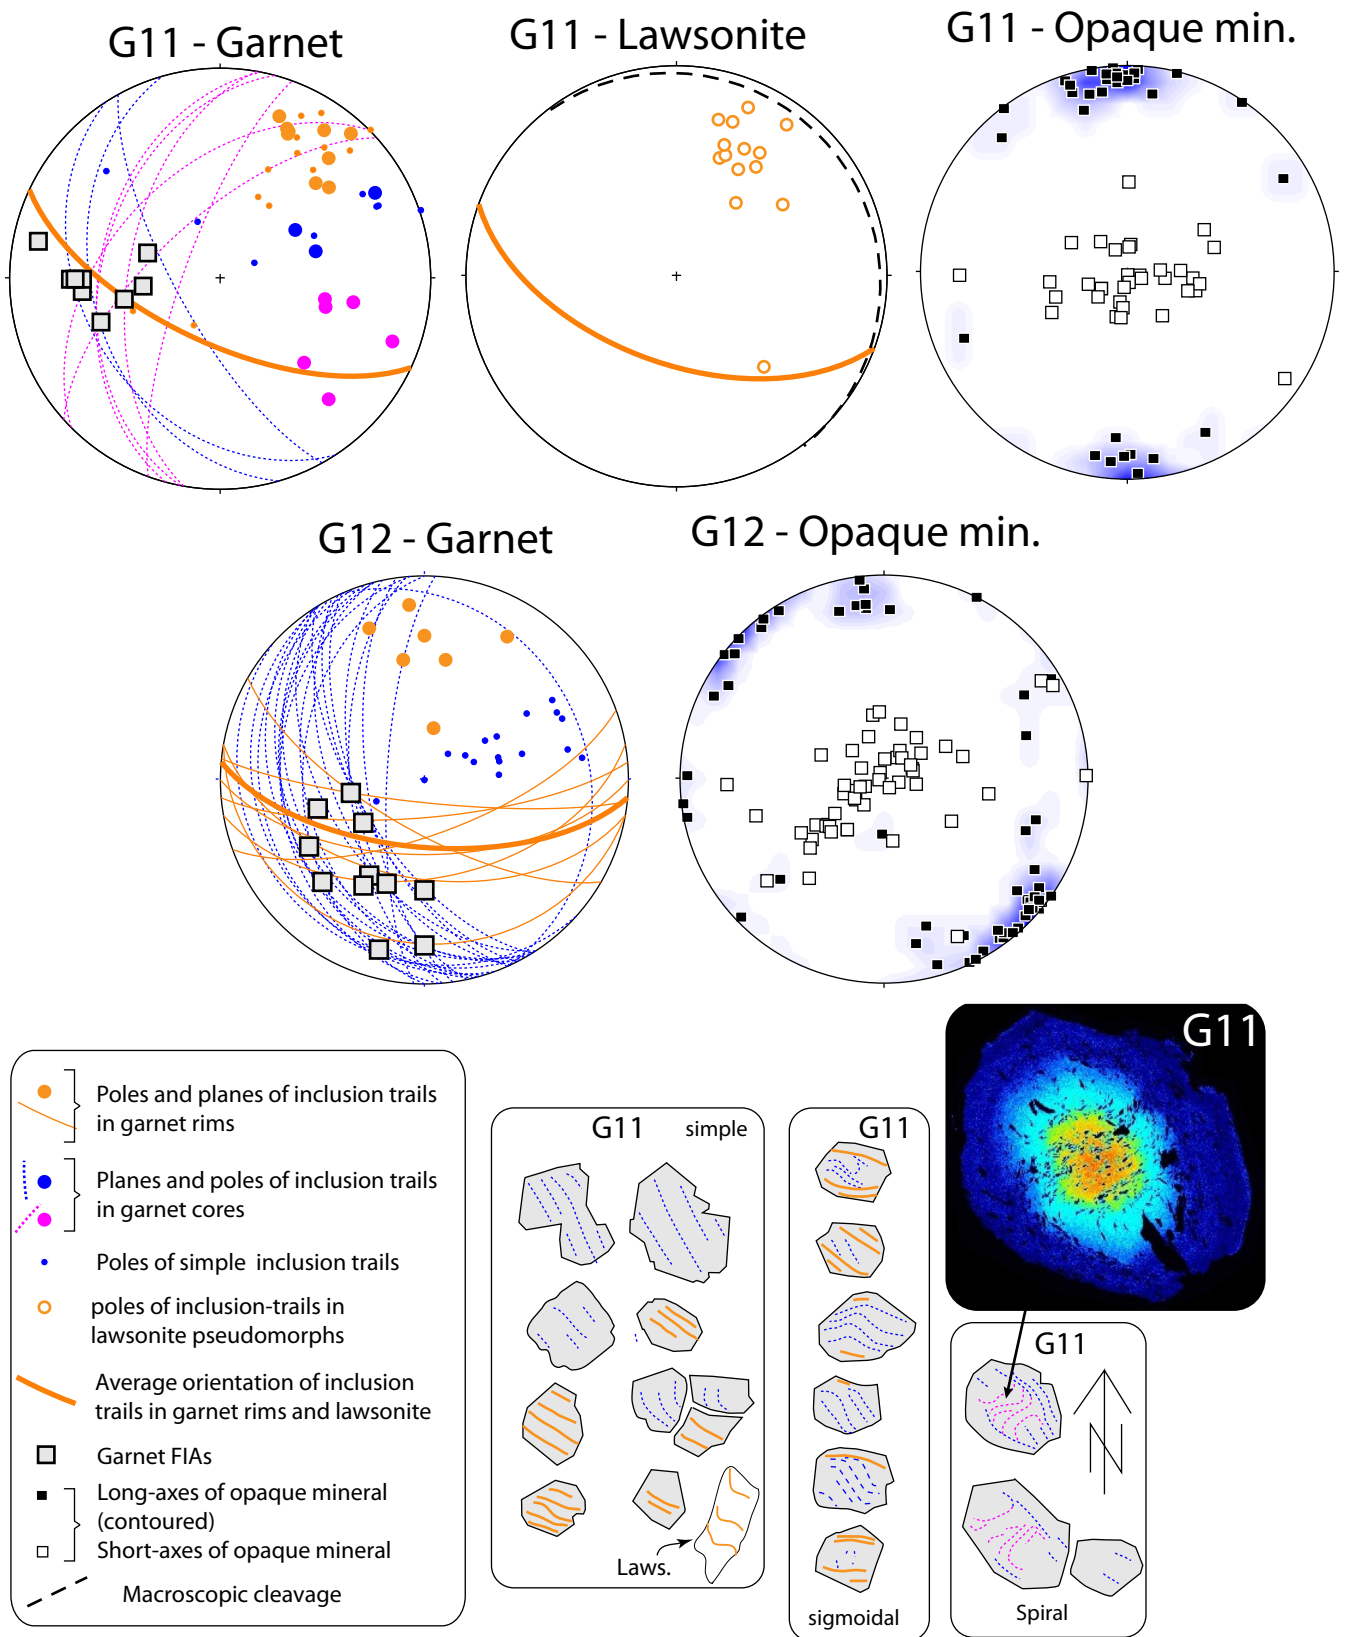 G11 - Garnet
G11 - Lawsonite
G11 - Opaque min.
G12 - Garnet
G12 - Opaque min.
Poles and planes of inclusion trails
in garnet rims
Planes and poles of inclusion trails
in garnet cores
Poles of simple inclusion trails
poles of inclusion-trails in
lawsonite pseudomorphs
Average orientation of inclusion
trails in garnet rims and lawsonite
Garnet FIAs
Long-axes of opaque mineral
(contoured)
Short-axes of opaque mineral
Macroscopic cleavage
G11 simple
Laws.
G11
sigmoidal
G11
G11
N
Spiral